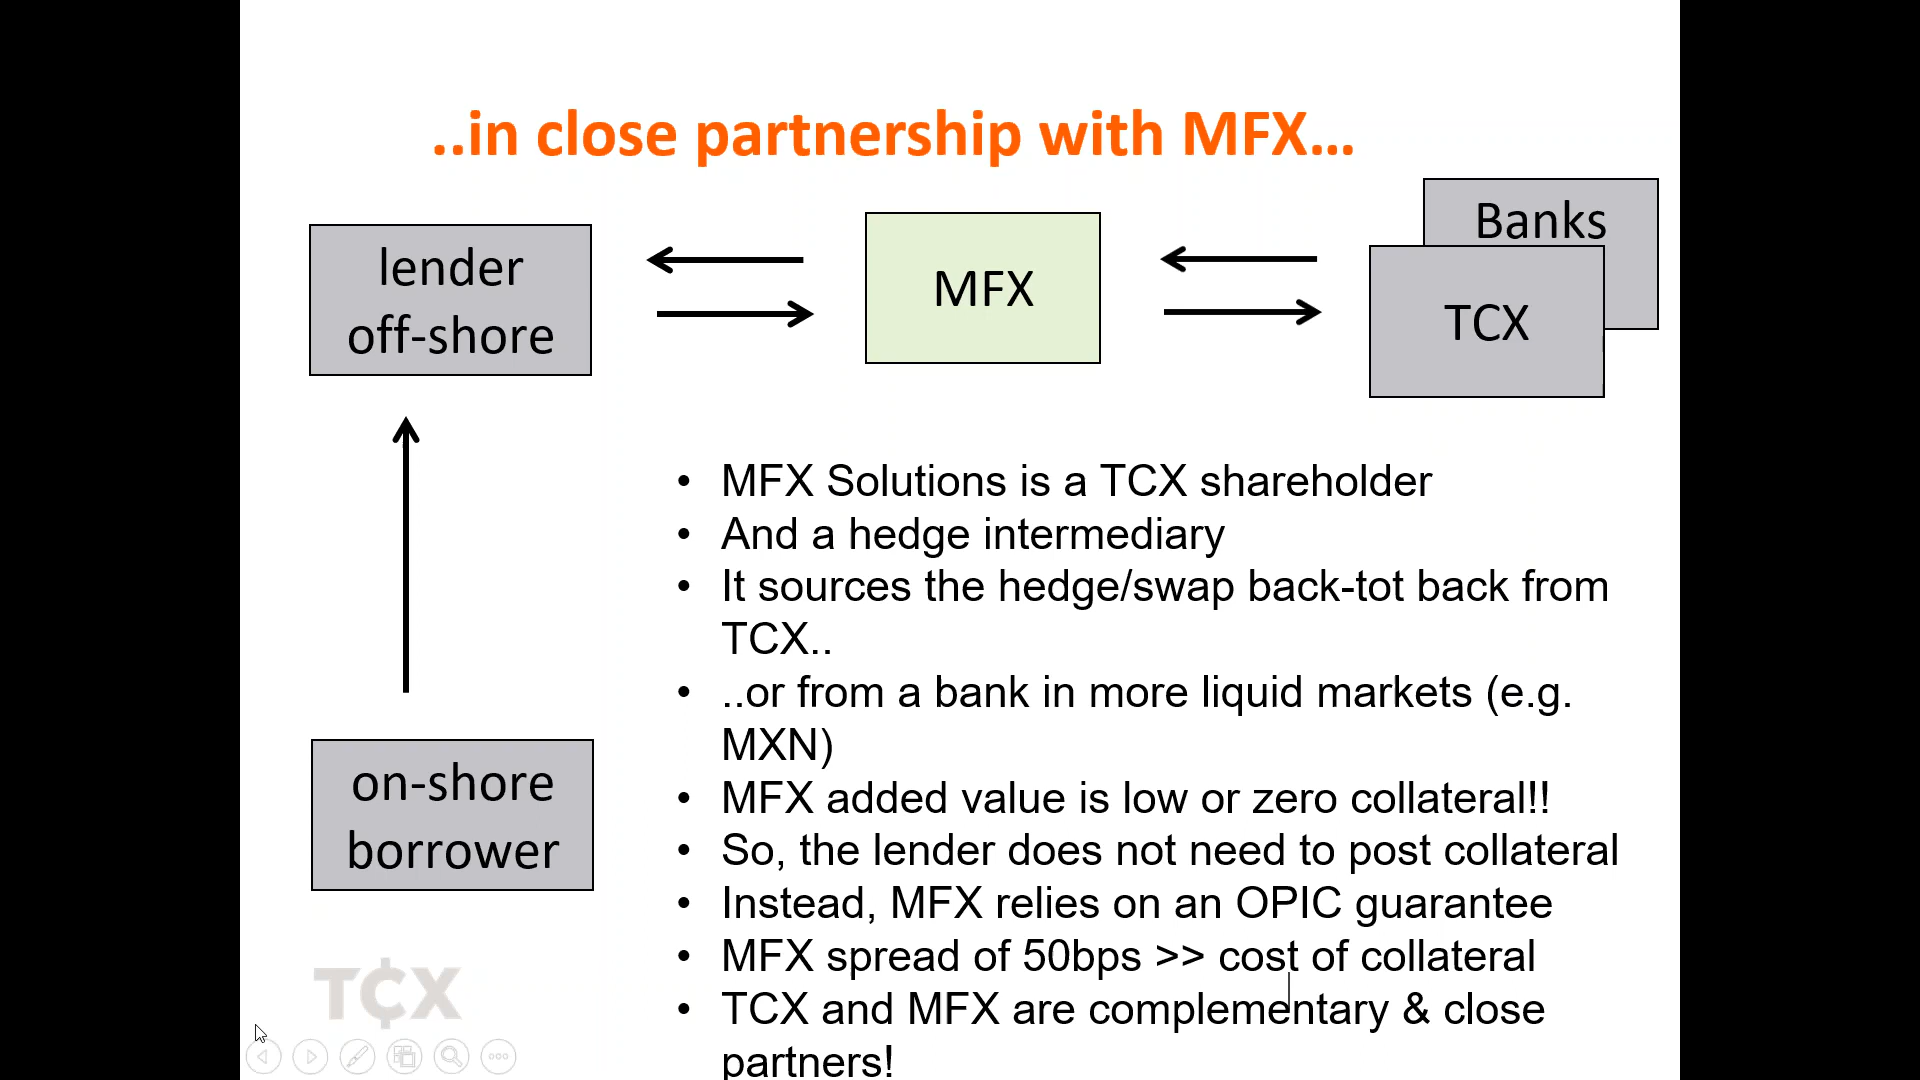 ..in close partnership with MFX...
lender
off-shore
MFX
Banks
TCX
on-shore
borrower
• MFX Solutions is a TCX shareholder
• And a hedge intermediary
• It sources the hedge/swap back-tot back from
TCX..
• ..or from a bank in more liquid markets (e.g.
MXN)
• MFX added value is low or zero collateral!!
• So, the lender does not need to post collateral
• Instead, MFX relies on an OPIC guarantee
• MFX spread of 50bps >> cost of collateral
• TCX and MFX are complementary & close
partners!
TCX